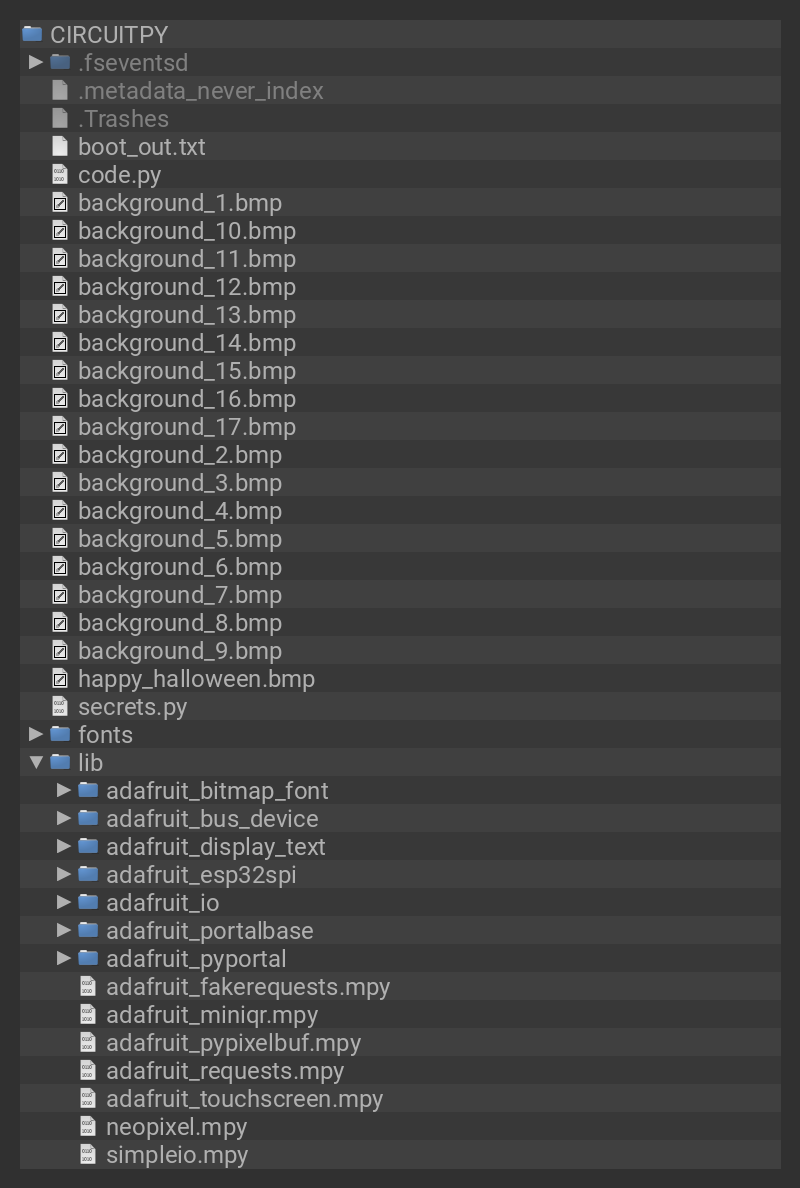 CIRCUITPY
.fseventsd
.metadata_never_index
.Trashes
boot_out.txt
code.py
background_1.bmp
background_10.bmp
background_11.bmp
background_12.bmp
background_13.bmp
background_14.bmp
background_15.bmp
background_16.bmp
background_17.bmp
background_2.bmp
background_3.bmp
background_4.bmp
background_5.bmp
background_6.bmp
background_7.bmp
background_8.bmp
background_9.bmp
happy_halloween.bmp
secrets.py
fonts
lib
adafruit_bitmap_font
adafruit_bus_device
adafruit_display_text
adafruit_esp32spi
adafruit_io
adafruit_portalbase
adafruit_pyportal
adafruit_fakerequests.mpy
adafruit_miniqr.mpy
adafruit_pypixelbuf.mpy
adafruit_requests.mpy
adafruit_touchscreen.mpy
neopixel.mpy
simpleio.mpy